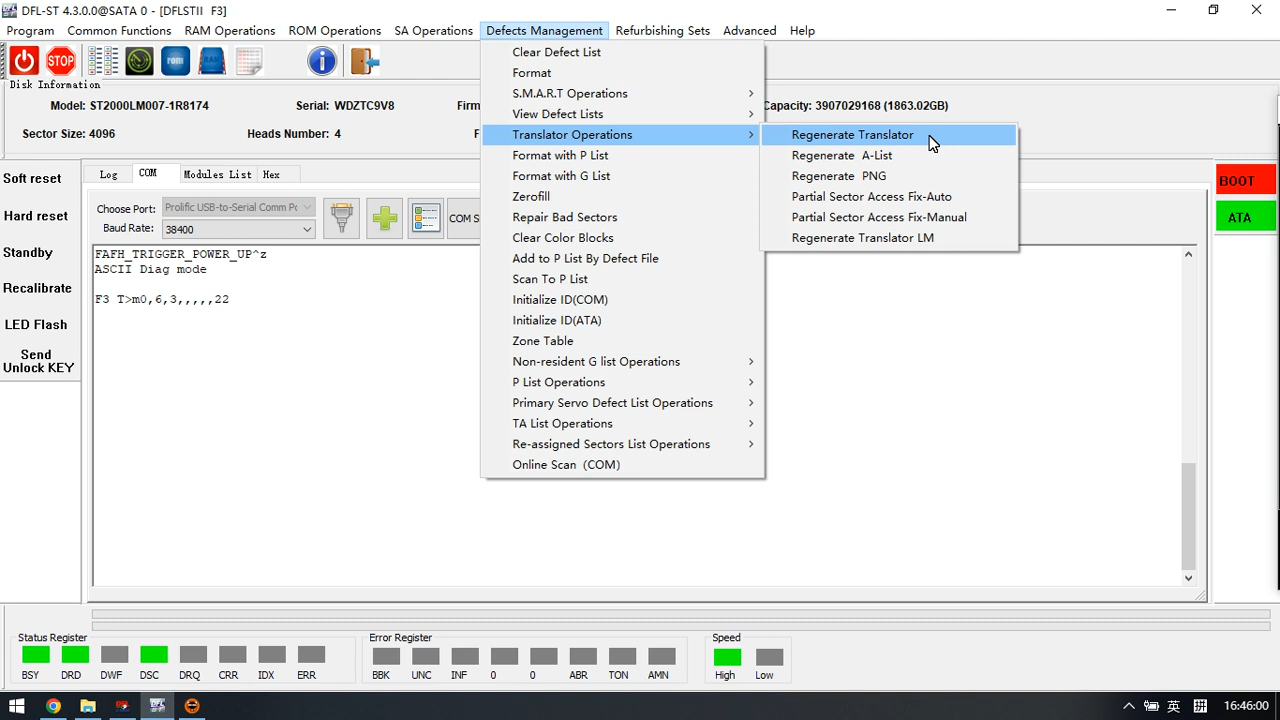 DFL-ST 4.3.0.0@SATA 0 - [DFLSTII  F3]
Program Common Functions RAM Operations ROM Operations SA Operations Defects Management Refurbishing Sets Advanced Help
STOP rom
Disk Information
Model: ST2000LM007-1R8174 Serial: WDZTC9V8 Firm Capacity: 3907029168 (1863.02GB)
Sector Size: 4096 Heads Number: 4 F
Clear Defect List
Format
S.M.A.R.T Operations
View Defect Lists
Translator Operations
Format with P List
Format with G List
Zerofill
Repair Bad Sectors
Clear Color Blocks
Add to P List By Defect File
Scan To P List
Initialize ID(COM)
Initialize ID(ATA)
Zone Table
Non-resident G list Operations
P List Operations
Primary Servo Defect List Operations
TA List Operations
Re-assigned Sectors List Operations
Online Scan  (COM)
Regenerate Translator
Regenerate  A-List
Regenerate  PNG
Partial Sector Access Fix-Auto
Partial Sector Access Fix-Manual
Regenerate Translator LM
Soft reset
Hard reset
Standby
Recalibrate
LED Flash
Send
Unlock KEY
Log COM Modules List Hex
Choose Port: Prolific USB-to-Serial Comm Pc
Baud Rate: 38400
COM S
FAFH_TRIGGER_POWER_UP^z
ASCII Diag mode
F3 T>m0,6,3,,,,,22
BOOT
ATA
Status Register Error Register Speed
BSY DRD DWF DSC DRQ CRR IDX ERR BBK UNC INF 0 0 ABR TON AMN High Low
英 拼 16:46:00